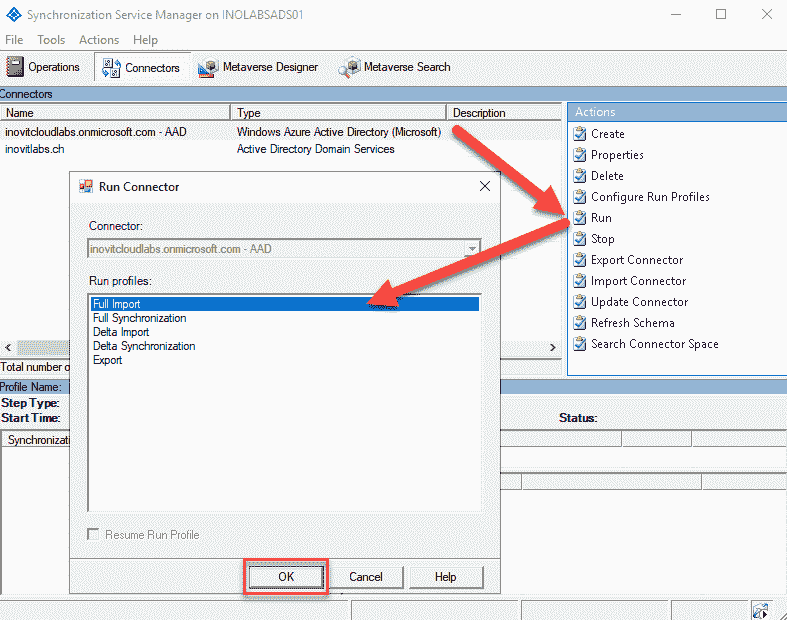 Synchronization Service Manager on INOLABSADS01
File Tools Actions Help
Operations Connectors Metaverse Designer Metaverse Search
Connectors
Name Type Description
inovitcloudlabs.onmicrosoft.com - AAD Windows Azure Active Directory (Microsoft)
inovitlabs.ch Active Directory Domain Services
Actions
Create
Properties
Delete
Configure Run Profiles
Run
Stop
Export Connector
Import Connector
Update Connector
Refresh Schema
Search Connector Space
Run Connector
Connector:
inovitcloudlabs.onmicrosoft.com - AAD
Run profiles:
Full Import
Full Synchronization
Delta Import
Delta Synchronization
Export
Resume Run Profile
OK Cancel Help
Total number
Profile Name:
Step Type:
Start Time: Status:
Synchronizati